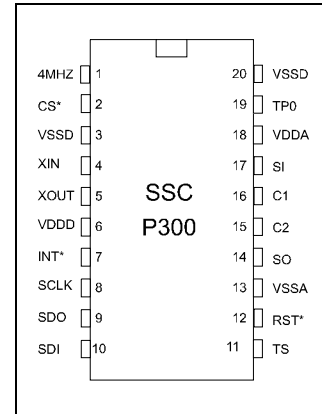 4MHZ 1 20 VSSD
CS* 2 19 TP0
VSSD 3 18 VDDA
XIN 4 17 SI
XOUT 5 SSC 16 C1
VDDD 6 P300 15 C2
INT* 7 14 SO
SCLK 8 13 VSSA
SDO 9 12 RST*
SDI 10 11 TS